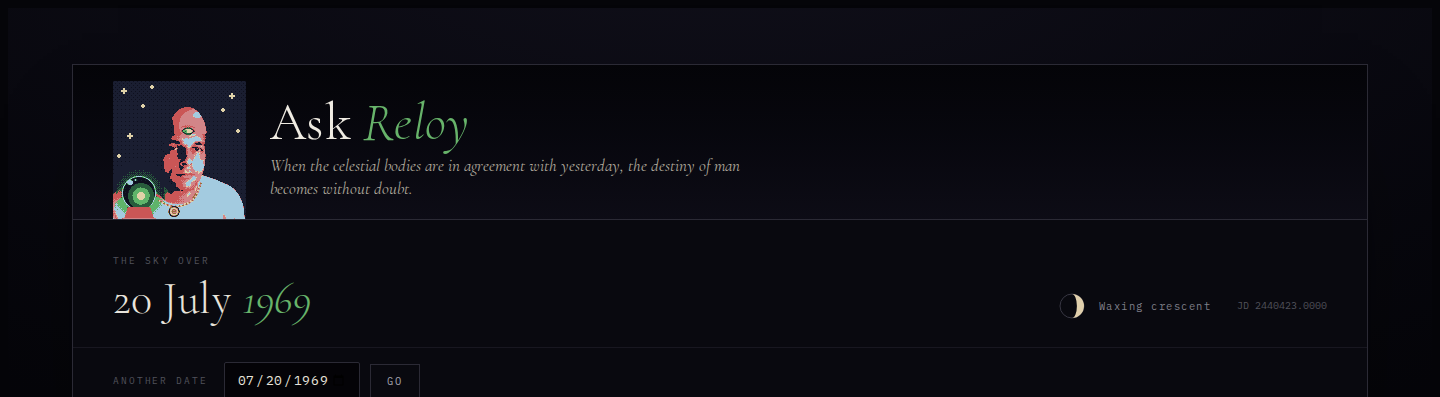 Ask Reloy
When the celestial bodies are in agreement with yesterday, the destiny of man
becomes without doubt.
THE SKY OVER
20 July 1969
Waxing crescent
JD 2440423.0000
ANOTHER DATE
07/20/1969
GO